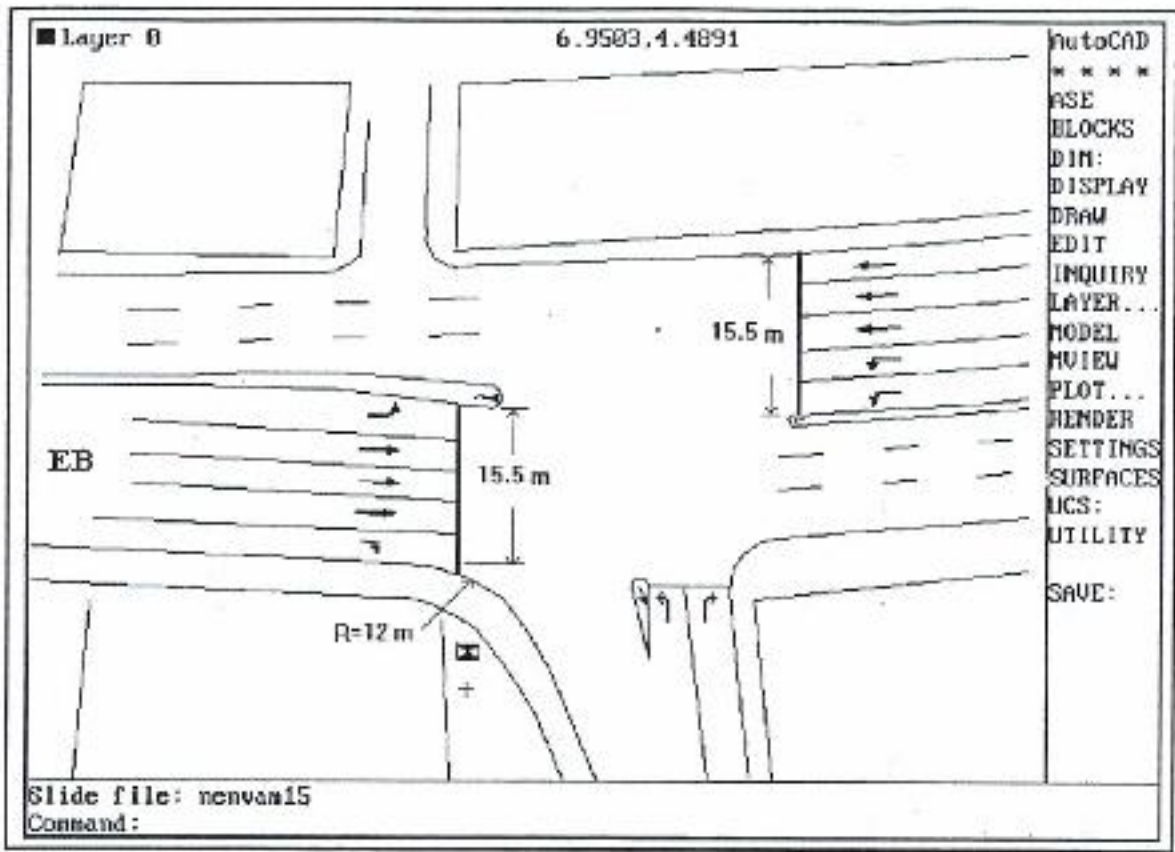 Layer 0
6.9503,4.4891
AutoCAD
* * * *
ASE
BLOCKS
DIM:
DISPLAY
DRAW
EDIT
INQUIRY
LAYER...
MODEL
MVIEW
PLOT...
RENDER
SETTINGS
SURFACES
UCS:
UTILITY
SAVE:
15.5 m
EB
15.5 m
R=12 m
Slide file: nenvam15
Command: